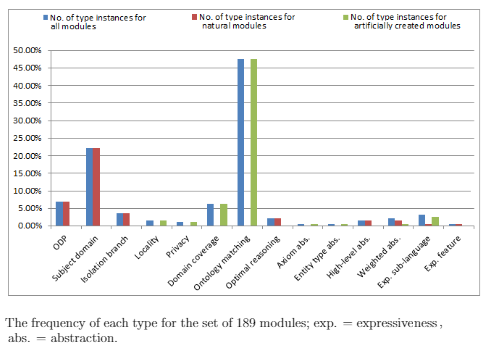 No. of type instances for all modules
No. of type instances for natural modules
No. of type instances for artificially created modules
50.00%
45.00%
40.00%
35.00%
30.00%
25.00%
20.00%
15.00%
10.00%
5.00%
0.00%
ODP
Subject domain
Isolation branch
Locality
Privacy
Domain coverage
Ontology matching
Optimal reasoning
Axiom abs.
Entity type abs.
High-level abs.
Weighted abs.
Exp. sub-language
Exp. feature
The frequency of each type for the set of 189 modules; exp. = expressiveness,
abs. = abstraction.